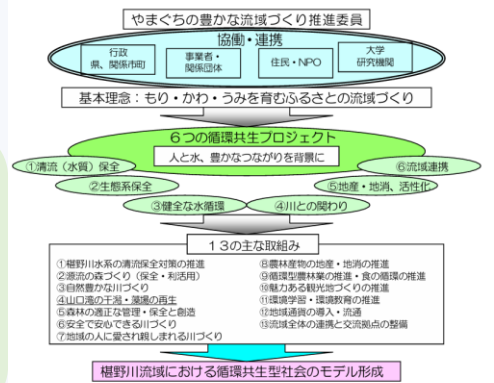 やまぐちの豊かな流域づくり推進委員
協働・連携
行政
県、関係市町
事業者・
関係団体
住民・NPO
大学
研究機関
基本理念：もり・かわ・うみを育むふるさとの流域づくり
６つの循環共生プロジェクト
人と水、豊かなつながりを背景に
①清流（水質）保全
⑥流域連携
②生態系保全
⑤地産・地消、活性化
③健全な水循環
④川との関わり
１３の主な取組み
①椹野川水系の清流保全対策の推進
②源流の森づくり（保全・利活用）
③自然豊かな川づくり
④山口湾の干潟・藻場の再生
⑤森林の適正な管理・保全と創造
⑥安全で安心できる川づくり
⑦地域の人に愛され親しまれる川づくり
⑧農林産物の地産・地消の推進
⑨循環型農林業の推進・食の循環の推進
⑩魅力ある観光地づくりの推進
⑪環境学習・環境教育の推進
⑫地域通貨の導入・流通
⑬流域全体の連携と交流拠点の整備
椹野川流域における循環共生型社会のモデル形成